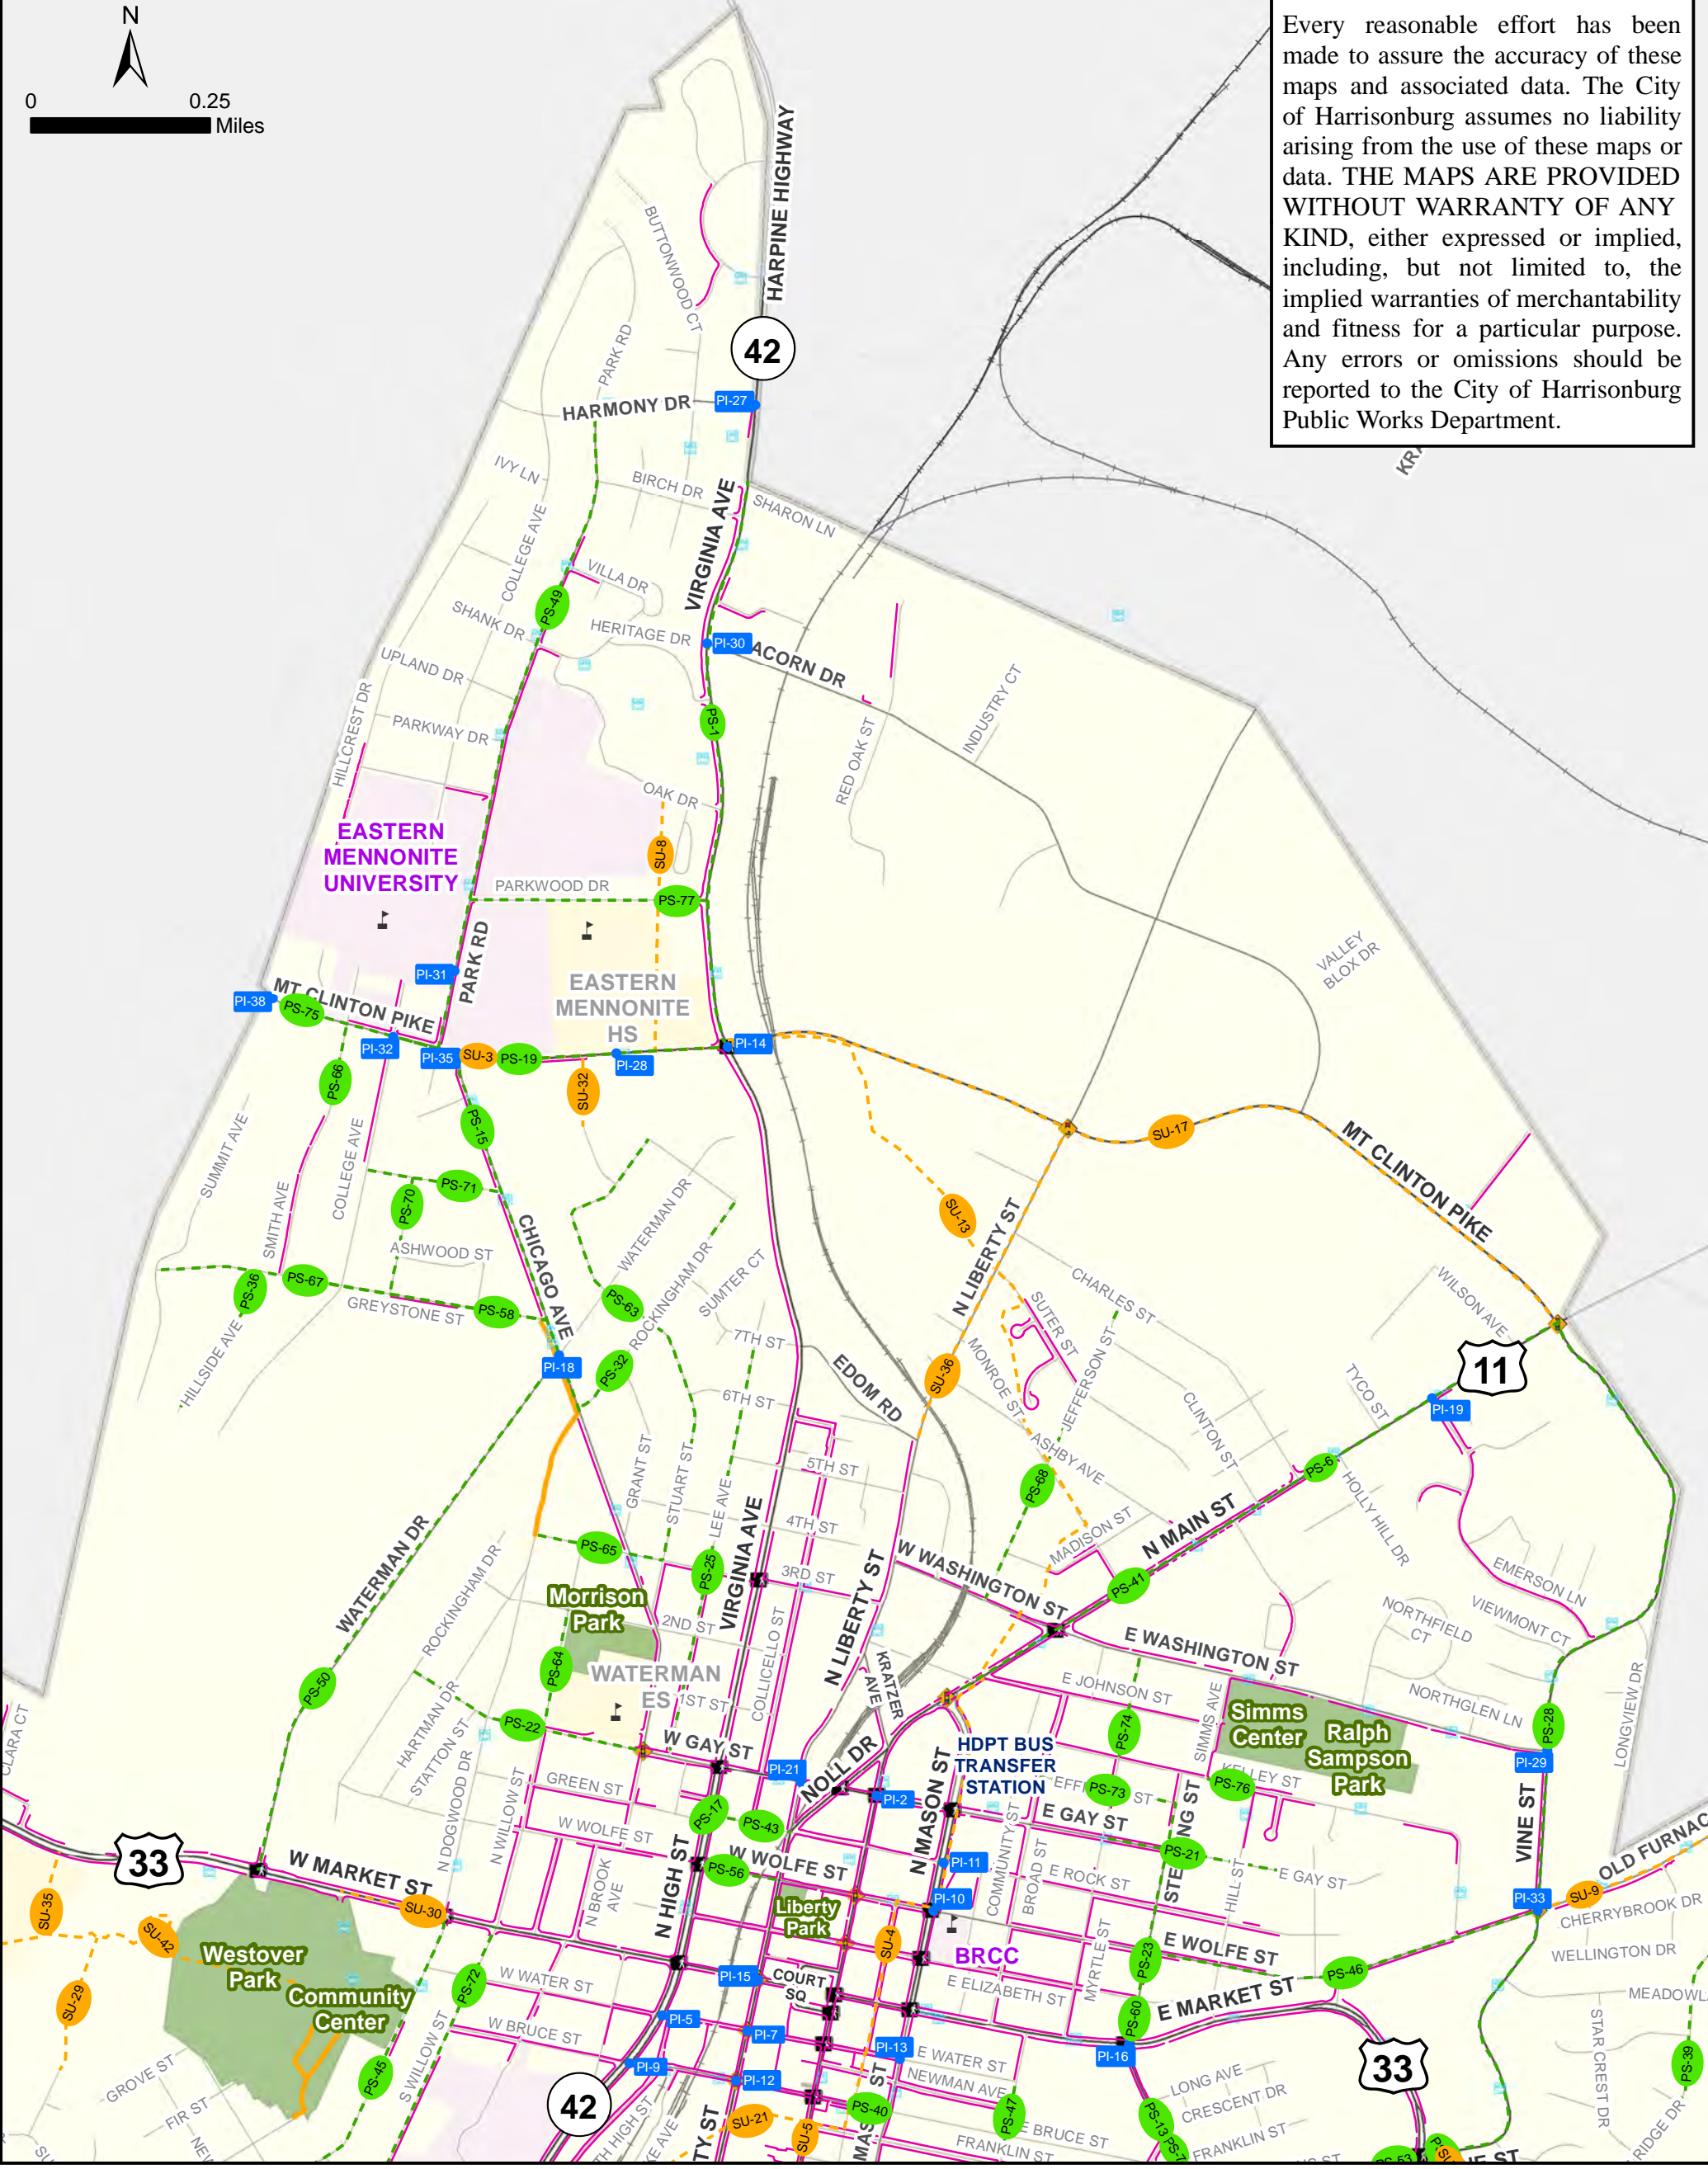 N
0 0.25
Miles
Every reasonable effort has been
made to assure the accuracy of these
maps and associated data. The City
of Harrisonburg assumes no liability
arising from the use of these maps or
data. THE MAPS ARE PROVIDED
WITHOUT WARRANTY OF ANY
KIND, either expressed or implied,
including, but not limited to, the
implied warranties of merchantability
and fitness for a particular purpose.
Any errors or omissions should be
reported to the City of Harrisonburg
Public Works Department.
HARPINE HIGHWAY
BUTTONWOOD CT
PARK RD
42
HARMONY DR
PI-27
IVY LN
BIRCH DR
SHARON LN
COLLEGE AVE
VIRGINIA AVE
VILLA DR
PS-49
SHANK DR
HERITAGE DR
PI-30
ACORN DR
UPLAND DR
HILLCREST DR
PARKWAY DR
PS-1
RED OAK ST
INDUSTRY CT
OAK DR
EASTERN
MENNONITE
UNIVERSITY
SU-8
PARKWOOD DR
PS-77
PARK RD
PI-31
VALLEY
BLOX DR
EASTERN
MENNONITE
HS
PI-38
PS-75
MT CLINTON PIKE
PI-32
PI-35
SU-3
PS-19
PI-28
PI-14
PS-66
SU-32
PS-15
SU-17
MT CLINTON PIKE
SUMMIT AVE
SMITH AVE
COLLEGE AVE
PS-71
PS-70
SU-13
N LIBERTY ST
ASHWOOD ST
CHICAGO AVE
WATERMAN DR
ROCKINGHAM DR
SUMTER CT
PS-36
PS-67
GREYSTONE ST
PS-58
PS-63
HILLSIDE AVE
PI-18
PS-32
7TH ST
6TH ST
EDOM RD
SU-36
CHARLES ST
SUTER ST
MONROE ST
JEFFERSON ST
WILSON AVE
11
TYCO ST
PI-19
CLINTON ST
ASHBY AVE
PS-68
PS-6
HOLLY HILL DR
GRANT ST
STUART ST
LEE AVE
5TH ST
4TH ST
VIRGINIA AVE
3RD ST
PS-65
PS-25
WATERMAN DR
ROCKINGHAM DR
Morrison
Park
2ND ST
COLLICELLO ST
N LIBERTY ST
W WASHINGTON ST
MADISON ST
N MAIN ST
PS-41
EMERSON LN
VIEWMONT CT
NORTHFIELD
CT
E WASHINGTON ST
PS-64
PS-50
WATERMAN
ES
1ST ST
KRATZER
AVE
E JOHNSON ST
SIMMS AVE
Simms
Center
Ralph
Sampson
Park
NORTHGLEN LN
PS-28
LONGVIEW DR
PS-74
HARTMAN DR
STATTON ST
PS-22
W GAY ST
CLARA CT
NOLL DR
HDPT BUS
TRANSFER
STATION
PI-21
PI-2
PI-29
KELLEY ST
PS-76
PS-73
ST
N DOGWOOD DR
N WILLOW ST
GREEN ST
PS-17
PS-43
W WOLFE ST
N MASON ST
E GAY ST
PS-21
E GAY ST
VINE ST
33
W MARKET ST
N HIGH ST
PS-56
W WOLFE ST
PI-11
COMMUNITY ST
BROAD ST
E ROCK ST
HILL ST
OLD FURNAC
SU-35
SU-42
SU-30
N BROOK
AVE
Liberty
Park
PI-10
SU-4
BRCC
PI-33
SU-9
CHERRYBROOK DR
WELLINGTON DR
E WOLFE ST
PS-23
PS-46
Westover
Park
Community
Center
SU-29
PS-72
W WATER ST
PI-15
COURT
SQ
E ELIZABETH ST
MYRTLE ST
PS-60
E MARKET ST
MEADOWL
STAR CREST DR
PI-5
PI-7
W BRUCE ST
PI-13
E WATER ST
PI-16
33
PS-39
PI-9
PI-12
NEWMAN AVE
LONG AVE
CRESCENT DR
GROVE ST
PS-45
S WILLOW ST
42
FIR ST
SU-21
SU-5
PS-40
PS-47
E BRUCE ST
FRANKLIN ST
PS-13
FRANKLIN ST
RIDGE DR